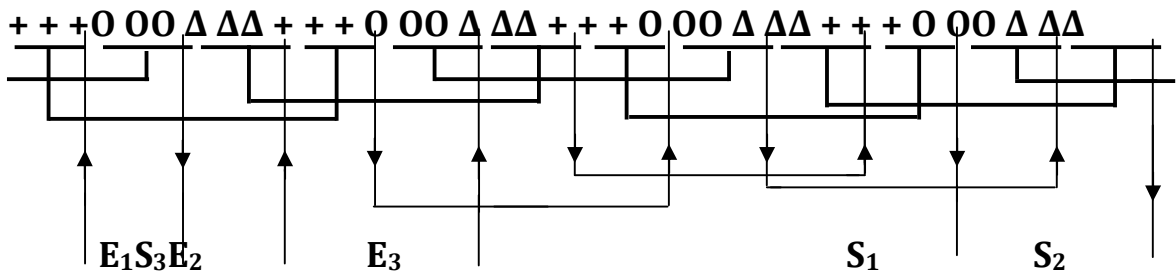 + + +O OO Δ ΔΔ+ + +O OO Δ ΔΔ+ + +O OO Δ ΔΔ+ + +O OO Δ ΔΔ
E₁S₃E₂ E₃ S₁ S₂